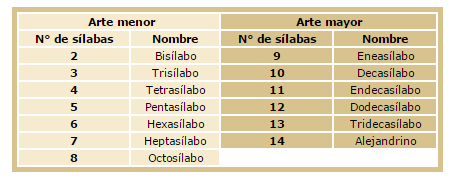 Arte menor Arte mayor
N° de sílabas Nombre N° de sílabas Nombre
2 Bisílabo 9 Eneasílabo
3 Trisílabo 10 Decasílabo
4 Tetrasílabo 11 Endecasílabo
5 Pentasílabo 12 Dodecasílabo
6 Hexasílabo 13 Tridecasílabo
7 Heptasílabo 14 Alejandrino
8 Octosílabo